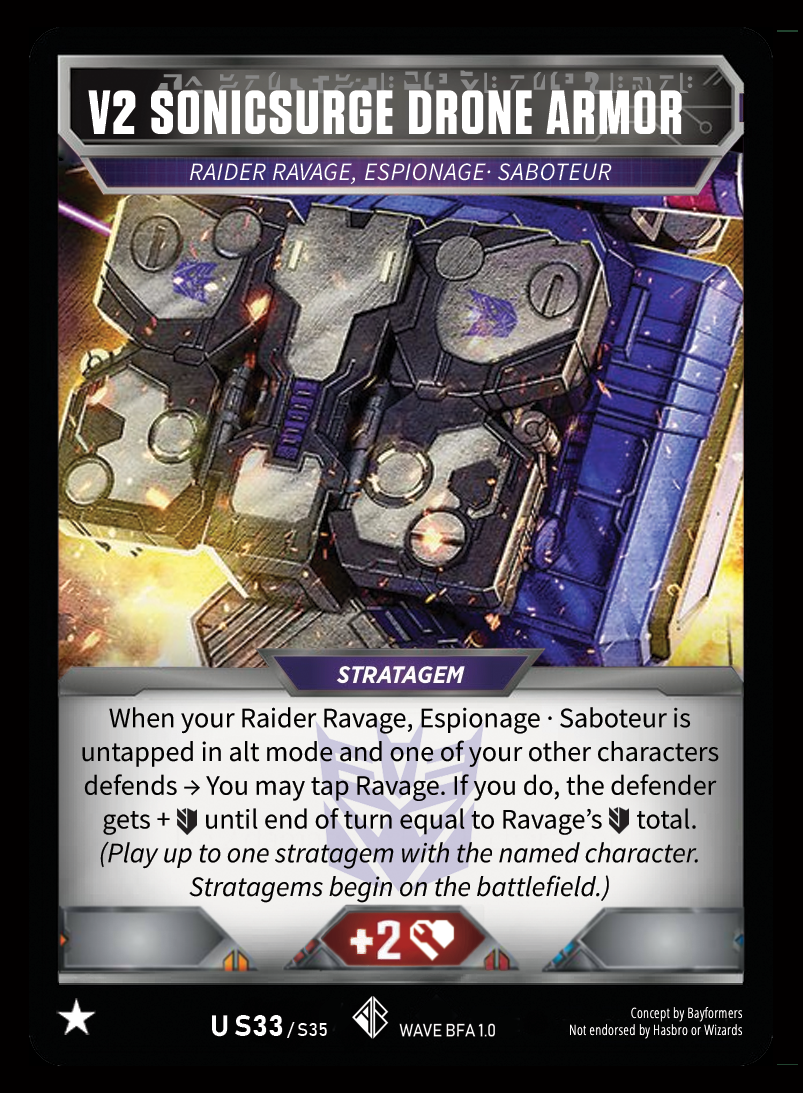 V2 SONICSURGE DRONE ARMOR
RAIDER RAVAGE, ESPIONAGE· SABOTEUR
STRATAGEM
When your Raider Ravage, Espionage · Saboteur is
untapped in alt mode and one of your other characters
defends → You may tap Ravage. If you do, the defender
gets + until end of turn equal to Ravage's total.
(Play up to one stratagem with the named character.
Stratagems begin on the battlefield.)
+2
U S33/S35 WAVE BFA 1.0
Concept by Bayformers
Not endorsed by Hasbro or Wizards